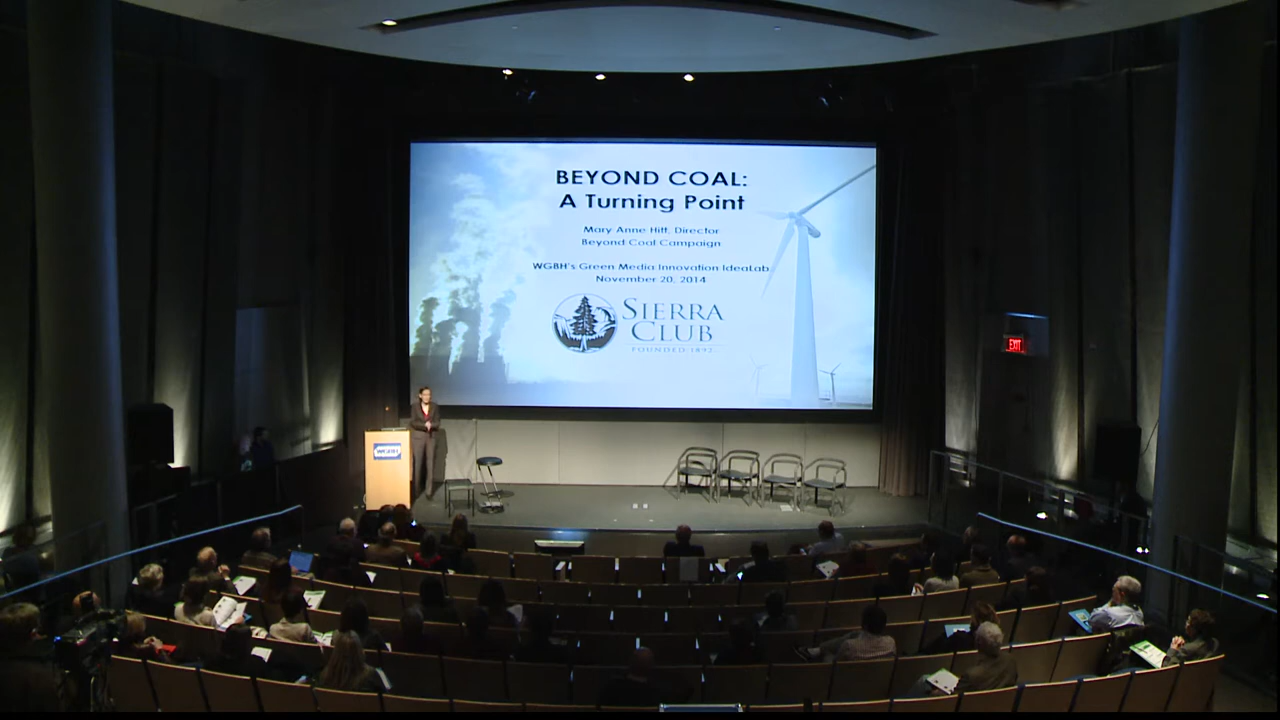 BEYOND COAL:
A Turning Point
Mary Anne Hitt, Director
Beyond Coal Campaign
WGBH's Green Media Innovation IdeaLab
November 20, 2014
SIERRA
CLUB
FOUNDED 1892
EXIT
WGBH